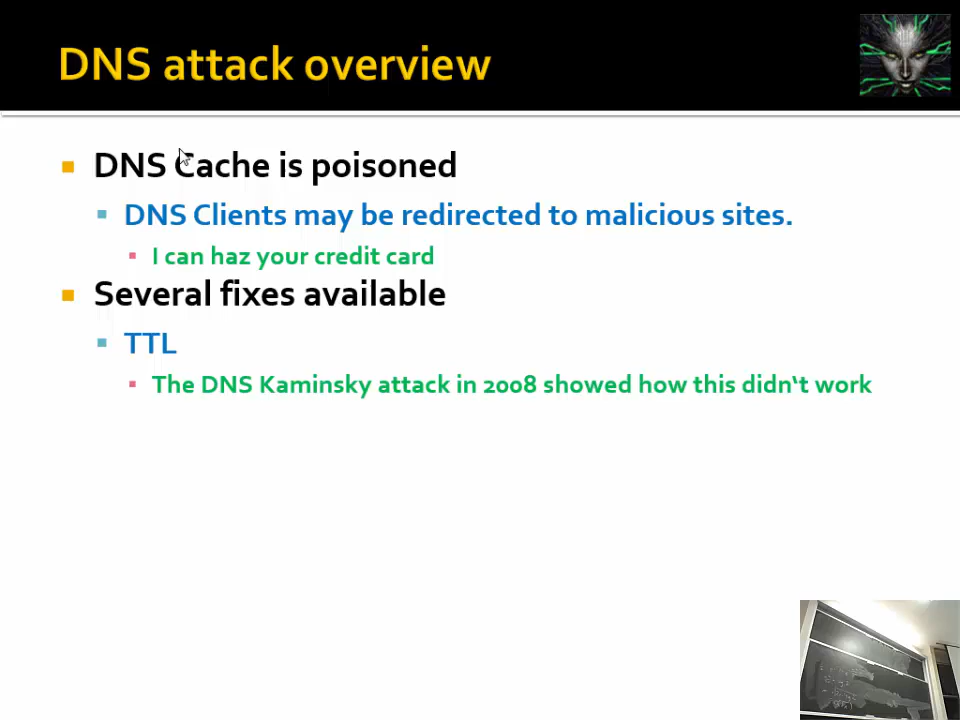 DNS attack overview
DNS Cache is poisoned
DNS Clients may be redirected to malicious sites.
I can haz your credit card
Several fixes available
TTL
The DNS Kaminsky attack in 2008 showed how this didn't work